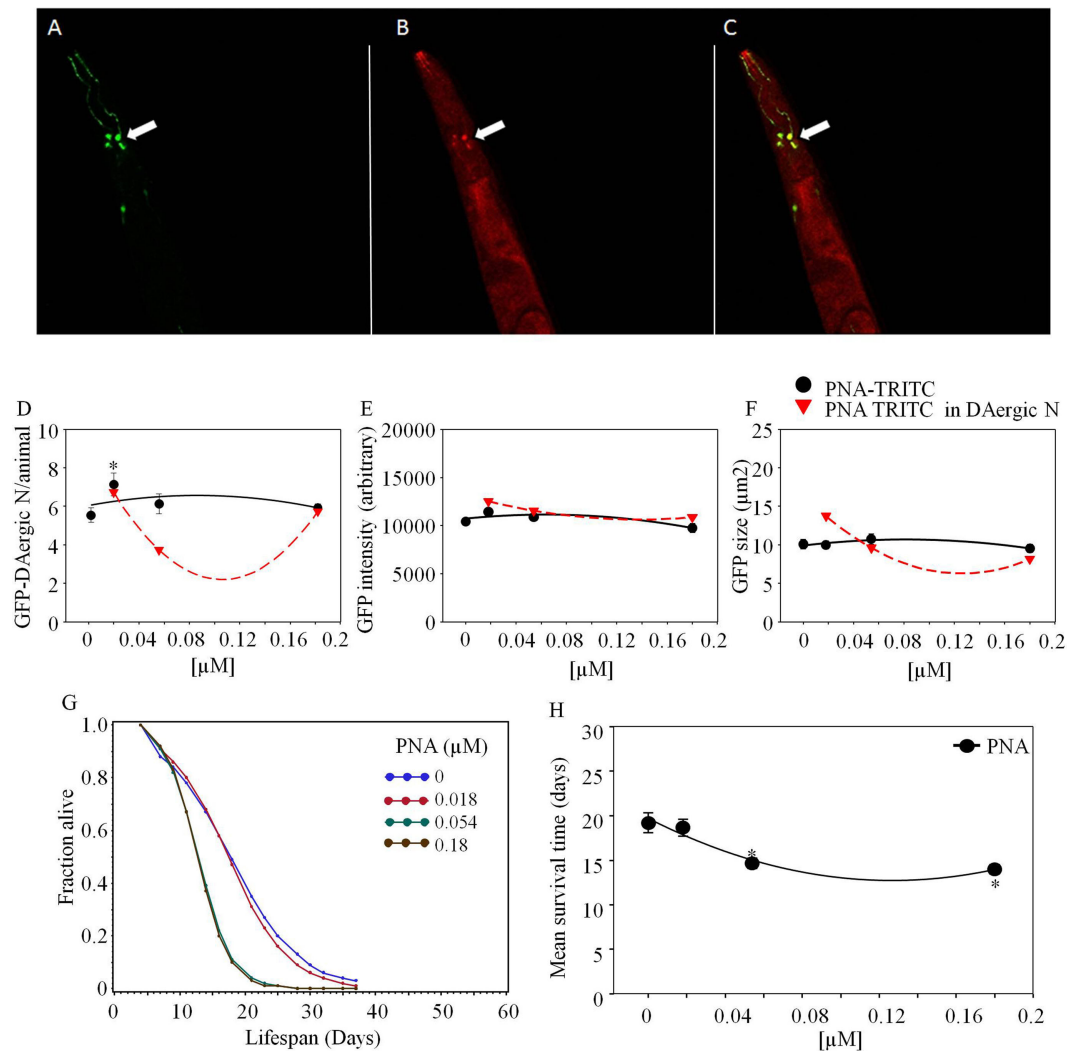 A
B
C
PNA-TRITC
PNA TRITC in DAergic N
D
GFP-DAergic N/animal
10
8
6
4
2
0
*
0 0.04 0.08 0.12 0.16 0.2
[µM]
E
GFP intensity (arbitrary)
20000
15000
10000
5000
0
0 0.04 0.08 0.12 0.16 0.2
[µM]
F
GFP size (µm2)
25
20
15
10
5
0
0 0.04 0.08 0.12 0.16 0.2
[µM]
G
Fraction alive
1.0
0.8
0.6
0.4
0.2
0
PNA (µM)
0
0.018
0.054
0.18
0 10 20 30 40 50 60
Lifespan (Days)
H
Mean survival time (days)
30
25
20
15
10
5
0
PNA
*
*
0 0.04 0.08 0.12 0.16 0.2
[µM]